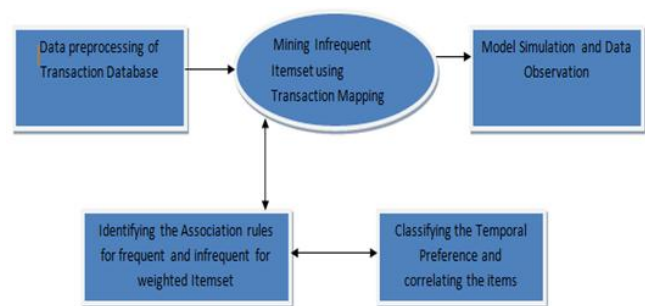 Data preprocessing of
Transaction Database
Mining Infrequent
Itemset using
Transaction Mapping
Model Simulation and Data
Observation
Identifying the Association rules
for frequent and infrequent for
weighted Itemset
Classifying the Temporal
Preference and
correlating the items